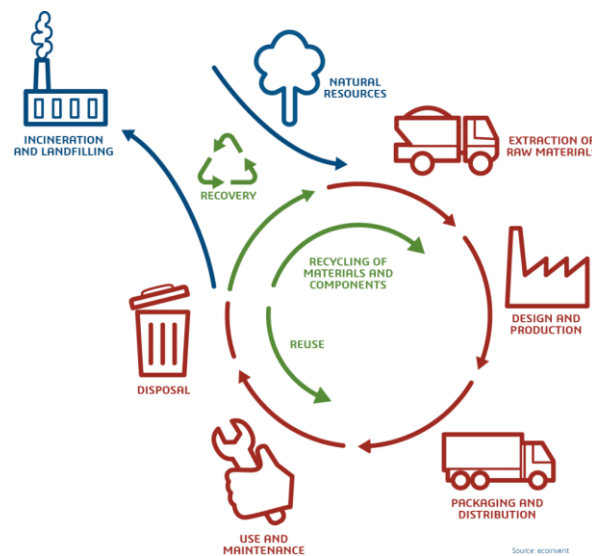 NATURAL
RESOURCES
EXTRACTION OF
RAW MATERIALS
INCINERATION
AND LANDFILLING
RECOVERY
RECYCLING OF
MATERIALS AND
COMPONENTS
DESIGN AND
PRODUCTION
REUSE
DISPOSAL
PACKAGING AND
DISTRIBUTION
USE AND
MAINTENANCE
Source: ecoinvent